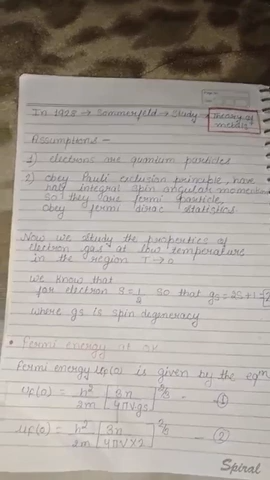 In 1928 → Sommerfeld → Study → Theory of metals
Assumptions -
1) electrons are quantum particles
2) obey Pauli exclusion principle, have
half integral spin angular momentum
so they are fermi particle,
obey fermi dirac statistics
Now we study the properties of
electron gas at low temperature
in the region T→0
We know that
for electron S=1/2 so that gs=2S+1=2
where gs is spin degeneracy
• Fermi energy at 0K
Fermi energy Uf(0) is given by the eqn
uf(0) = h²/2m [3n/4πVgs]^2/3 - - ①
uf(0) = h²/2m [3n/4πV×2]^2/3 - ②
Spiral